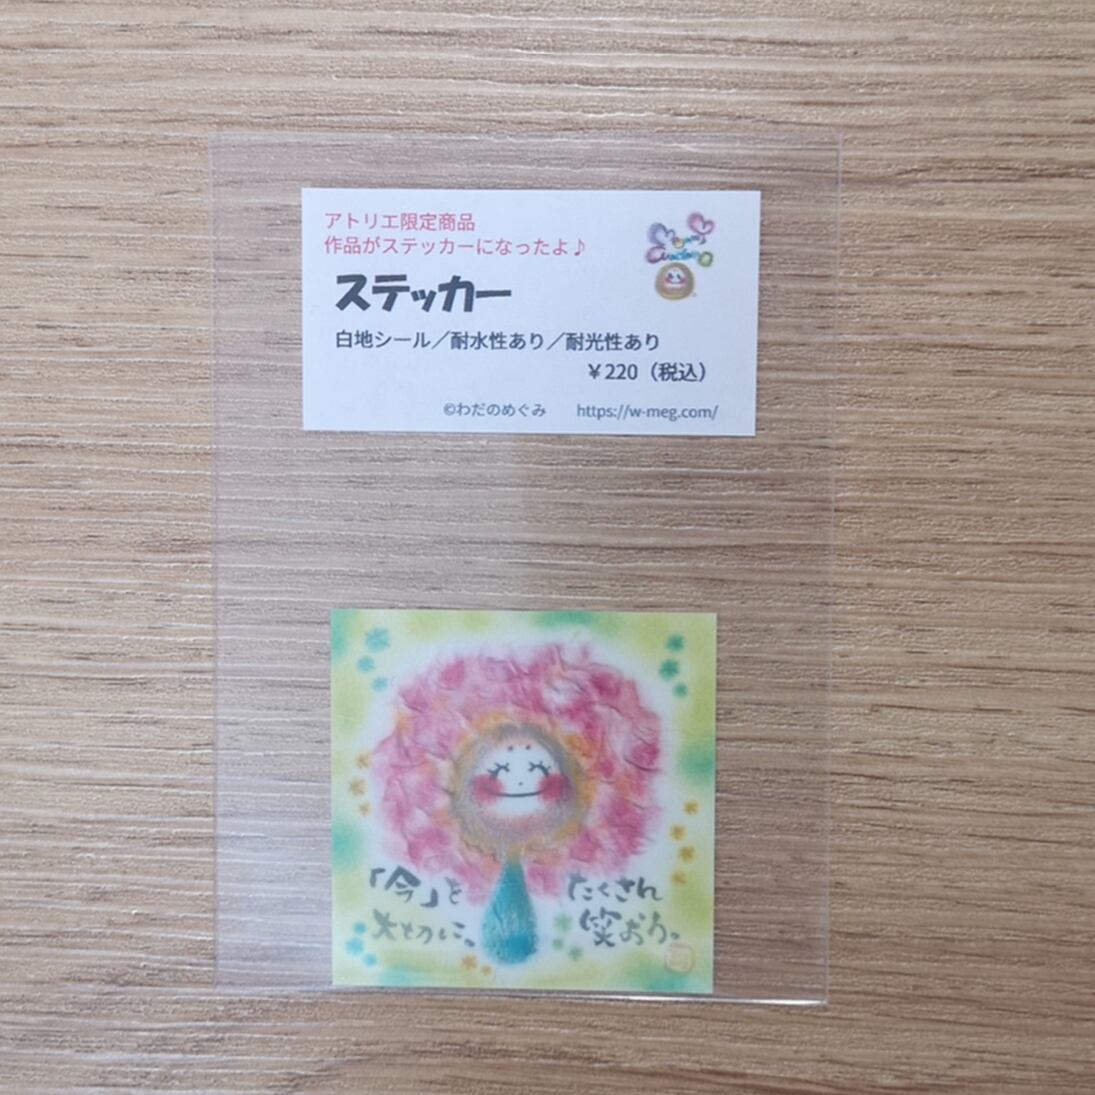 アトリエ限定商品
作品がステッカーになったよ♪
ステッカー
白地シール／耐水性あり／耐光性あり
￥220（税込）
©わだのめぐみ https://w-meg.com/
「今」を
大切に。
たくさん
笑おう。